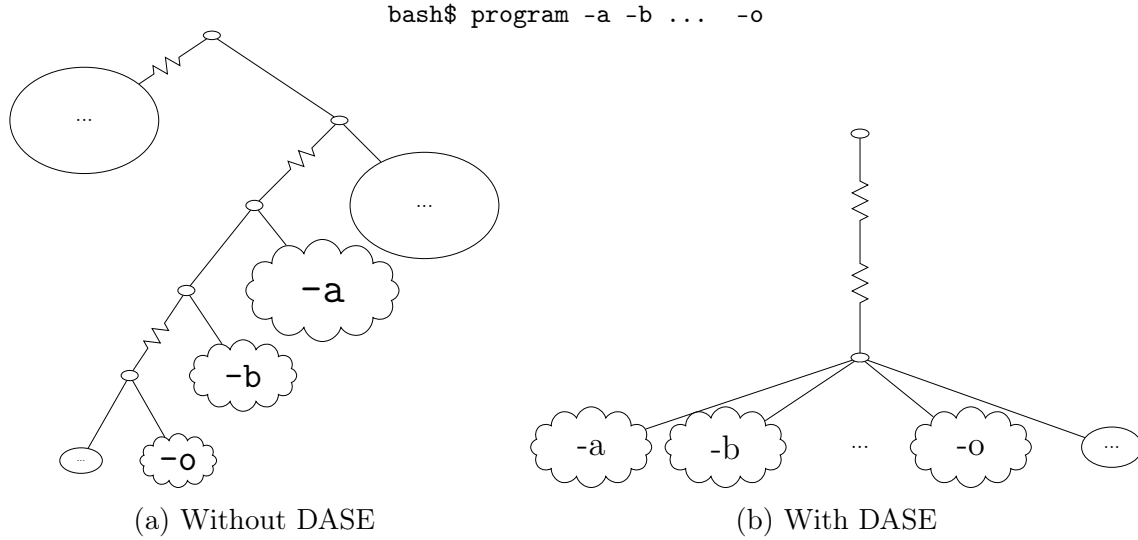 bash$ program -a -b ... -o
...
...
-a
-b
-o
...
-a
-b
...
-o
...
(a) Without DASE
(b) With DASE